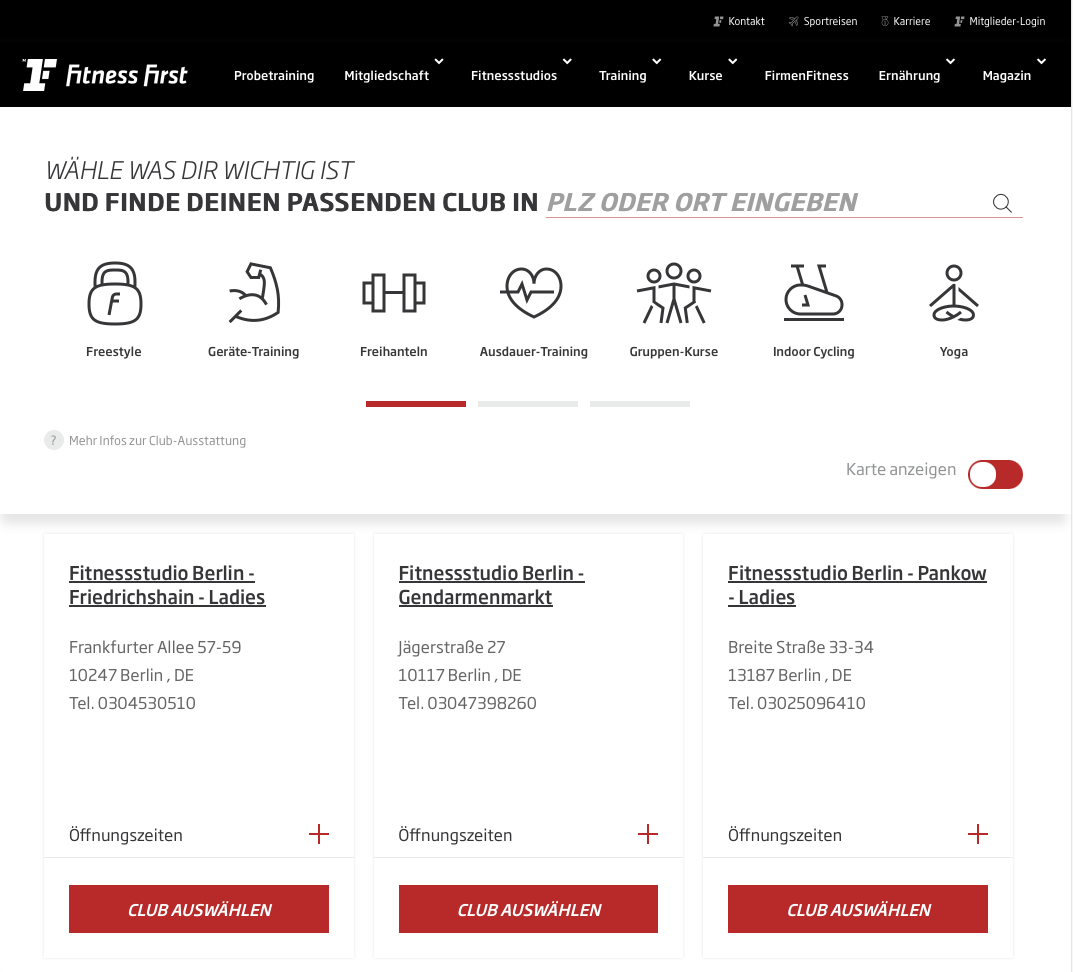 Kontakt Sportreisen Karriere Mitglieder-Login
Fitness First Probetraining Mitgliedschaft Fitnessstudios Training Kurse FirmenFitness Ernährung Magazin
WÄHLE WAS DIR WICHTIG IST
UND FINDE DEINEN PASSENDEN CLUB IN PLZ ODER ORT EINGEBEN
Freestyle Geräte-Training Freihanteln Ausdauer-Training Gruppen-Kurse Indoor Cycling Yoga
? Mehr Infos zur Club-Ausstattung
Karte anzeigen
Fitnessstudio Berlin -
Friedrichshain - Ladies
Frankfurter Allee 57-59
10247 Berlin , DE
Tel. 0304530510
Öffnungszeiten
CLUB AUSWÄHLEN
Fitnessstudio Berlin -
Gendarmenmarkt
Jägerstraße 27
10117 Berlin , DE
Tel. 03047398260
Öffnungszeiten
CLUB AUSWÄHLEN
Fitnessstudio Berlin - Pankow
- Ladies
Breite Straße 33-34
13187 Berlin , DE
Tel. 03025096410
Öffnungszeiten
CLUB AUSWÄHLEN